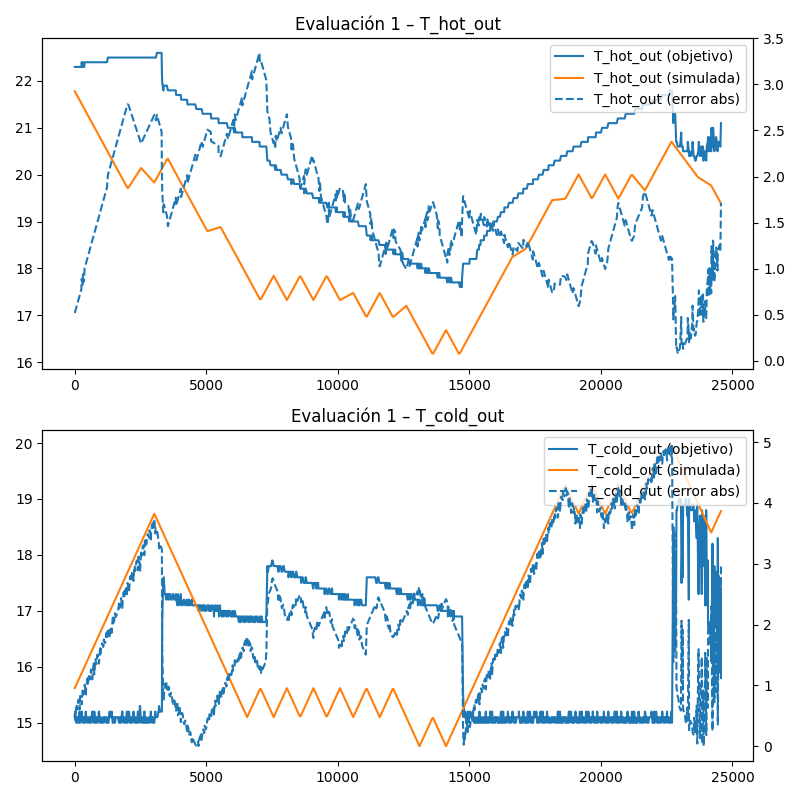 Evaluación 1 – T_hot_out
T_hot_out (objetivo)
T_hot_out (simulada)
T_hot_out (error abs)
22
21
20
19
18
17
16
3.5
3.0
2.5
2.0
1.5
1.0
0.5
0.0
0 5000 10000 15000 20000 25000
Evaluación 1 – T_cold_out
T_cold_out (objetivo)
T_cold_out (simulada)
T_cold_out (error abs)
20
19
18
17
16
15
5
4
3
2
1
0
0 5000 10000 15000 20000 25000